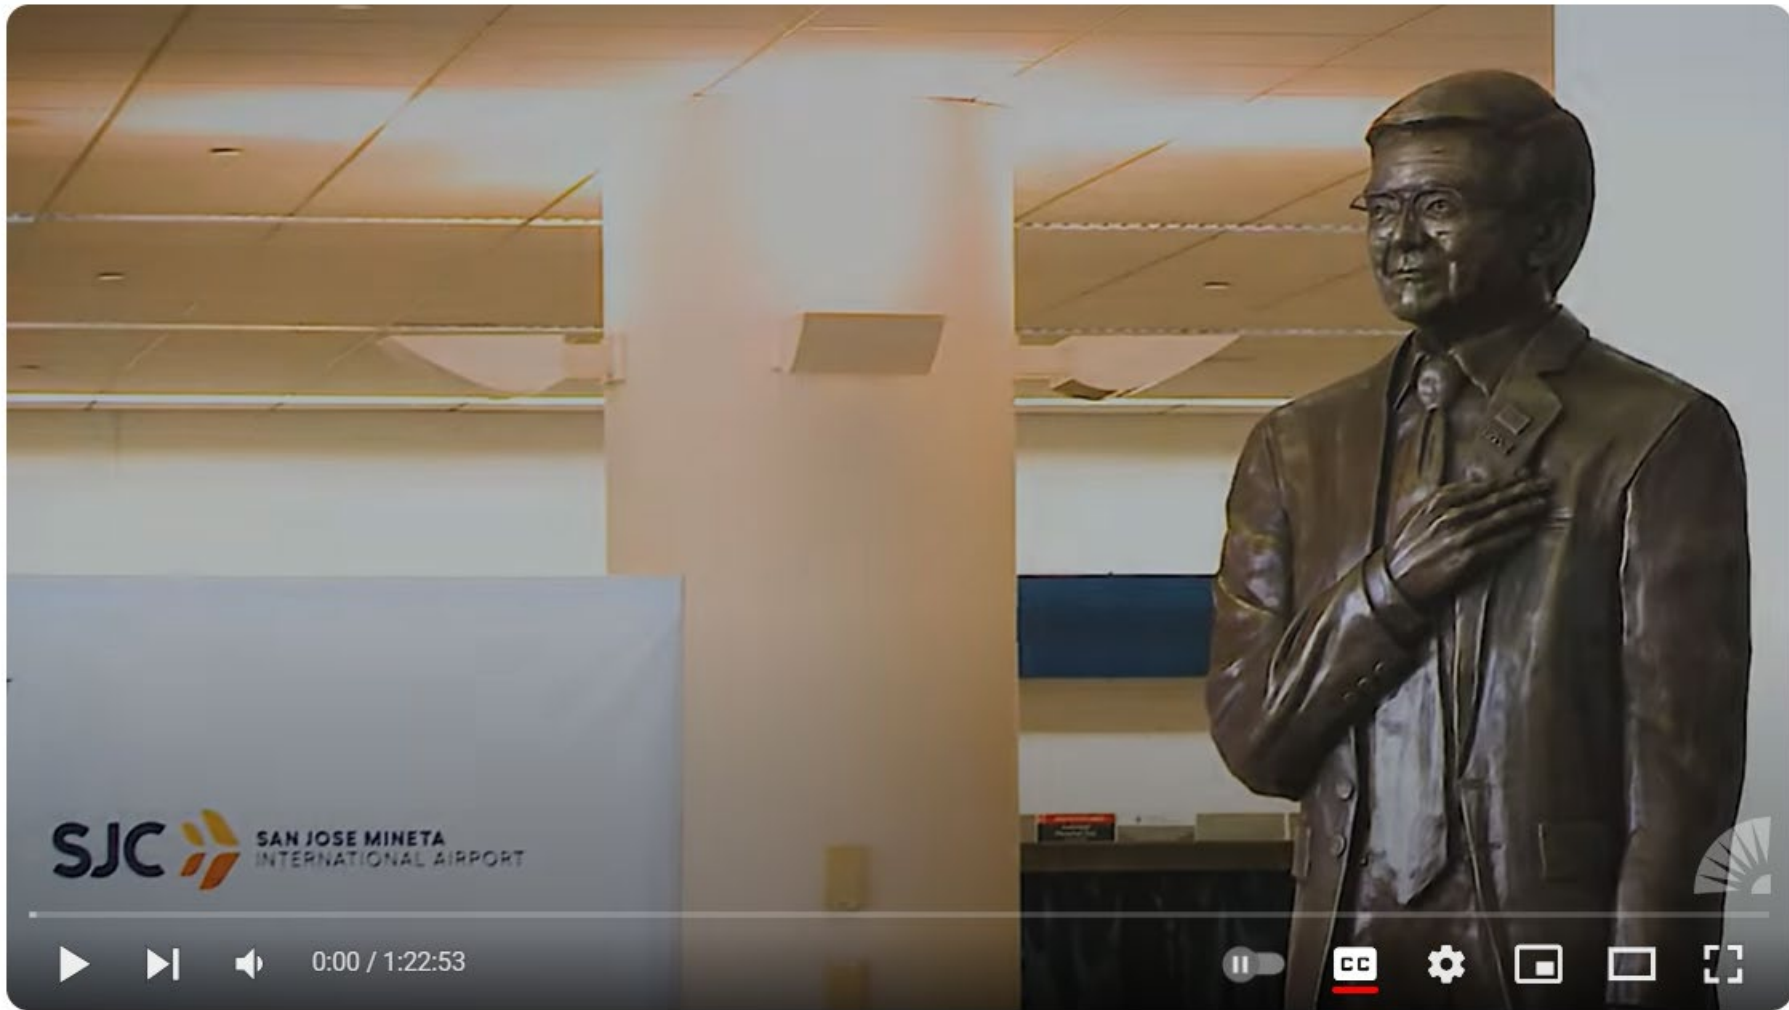 SJC
SAN JOSE MINETA
INTERNATIONAL AIRPORT
0:00 / 1:22:53
CC